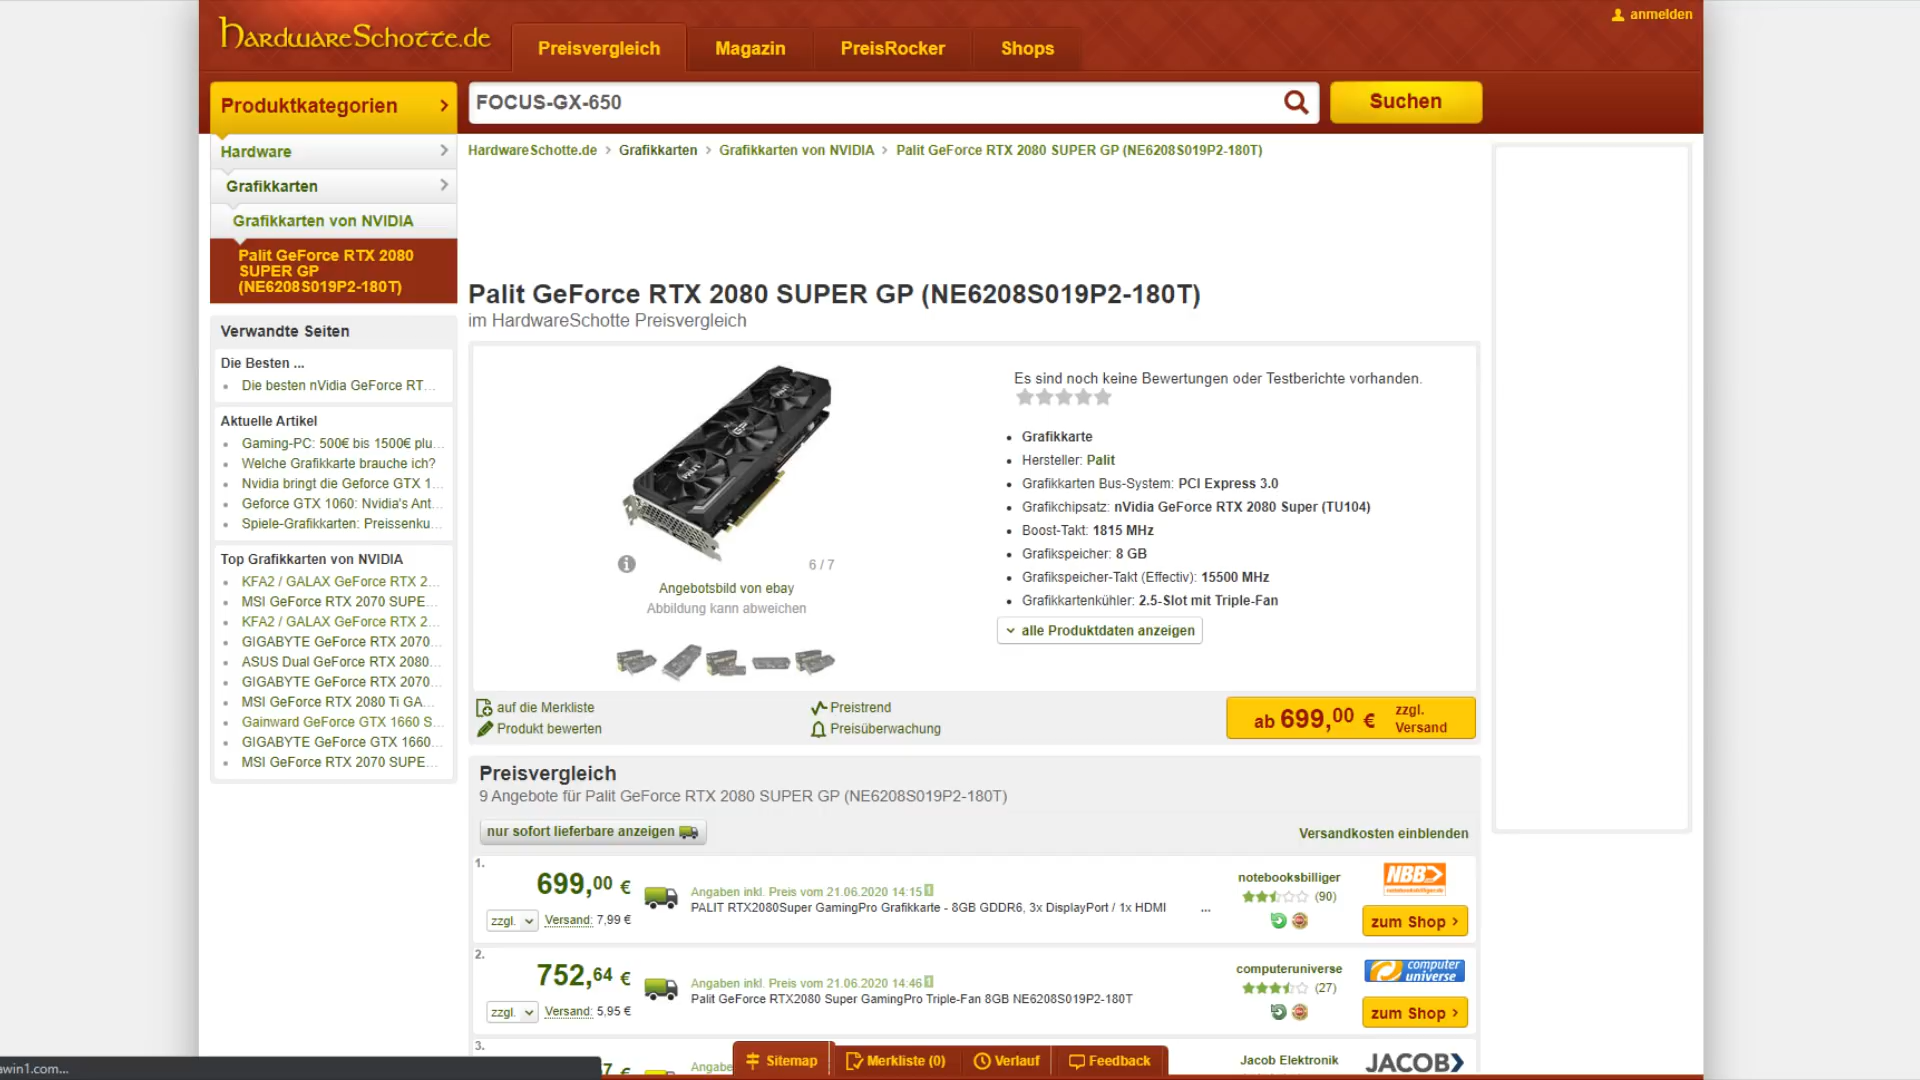 HardwareSchotte.de
Preisvergleich
Magazin
PreisRocker
Shops
anmelden
Produktkategorien
FOCUS-GX-650
Suchen
Hardware
Grafikkarten
Grafikkarten von NVIDIA
Palit GeForce RTX 2080
SUPER GP
(NE6208S019P2-180T)
HardwareSchotte.de > Grafikkarten > Grafikkarten von NVIDIA > Palit GeForce RTX 2080 SUPER GP (NE6208S019P2-180T)
Verwandte Seiten
Die Besten ...
Die besten nVidia GeForce RT...
Aktuelle Artikel
Gaming-PC: 500€ bis 1500€ plu...
Welche Grafikkarte brauche ich?
Nvidia bringt die Geforce GTX 1...
Geforce GTX 1060: Nvidia's Ant...
Spiele-Grafikkarten: Preissenku...
Top Grafikkarten von NVIDIA
KFA2 / GALAX GeForce RTX 2...
MSI GeForce RTX 2070 SUPE...
KFA2 / GALAX GeForce RTX 2...
GIGABYTE GeForce RTX 2070...
ASUS Dual GeForce RTX 2080...
GIGABYTE GeForce RTX 2070...
MSI GeForce RTX 2080 Ti GA...
Gainward GeForce GTX 1660 S...
GIGABYTE GeForce GTX 1660...
MSI GeForce RTX 2070 SUPE...
Palit GeForce RTX 2080 SUPER GP (NE6208S019P2-180T)
im HardwareSchotte Preisvergleich
6 / 7
Angebotsbild von ebay
Abbildung kann abweichen
Es sind noch keine Bewertungen oder Testberichte vorhanden.
Grafikkarte
Hersteller: Palit
Grafikkarten Bus-System: PCI Express 3.0
Grafikchipsatz: nVidia GeForce RTX 2080 Super (TU104)
Boost-Takt: 1815 MHz
Grafikspeicher: 8 GB
Grafikspeicher-Takt (Effectiv): 15500 MHz
Grafikkartenkühler: 2.5-Slot mit Triple-Fan
alle Produktdaten anzeigen
auf die Merkliste
Produkt bewerten
Preistrend
Preisüberwachung
ab 699,00 € zzgl. Versand
Preisvergleich
9 Angebote für Palit GeForce RTX 2080 SUPER GP (NE6208S019P2-180T)
nur sofort lieferbare anzeigen
Versandkosten einblenden
1.
699,00 €
zzgl. Versand: 7,99 €
Angaben inkl. Preis vom 21.06.2020 14:15
PALIT RTX2080Super GamingPro Grafikkarte - 8GB GDDR6, 3x DisplayPort / 1x HDMI ...
notebooksbilliger
(90)
NBB
notebooksbilliger.de
zum Shop
2.
752,64 €
zzgl. Versand: 5,95 €
Angaben inkl. Preis vom 21.06.2020 14:46
Palit GeForce RTX2080 Super GamingPro Triple-Fan 8GB NE6208S019P2-180T
computeruniverse
(27)
computer
universe
zum Shop
3.
7 €
Angabe
Jacob Elektronik
JACOB
Sitemap
Merkliste (0)
Verlauf
Feedback
awin1.com...